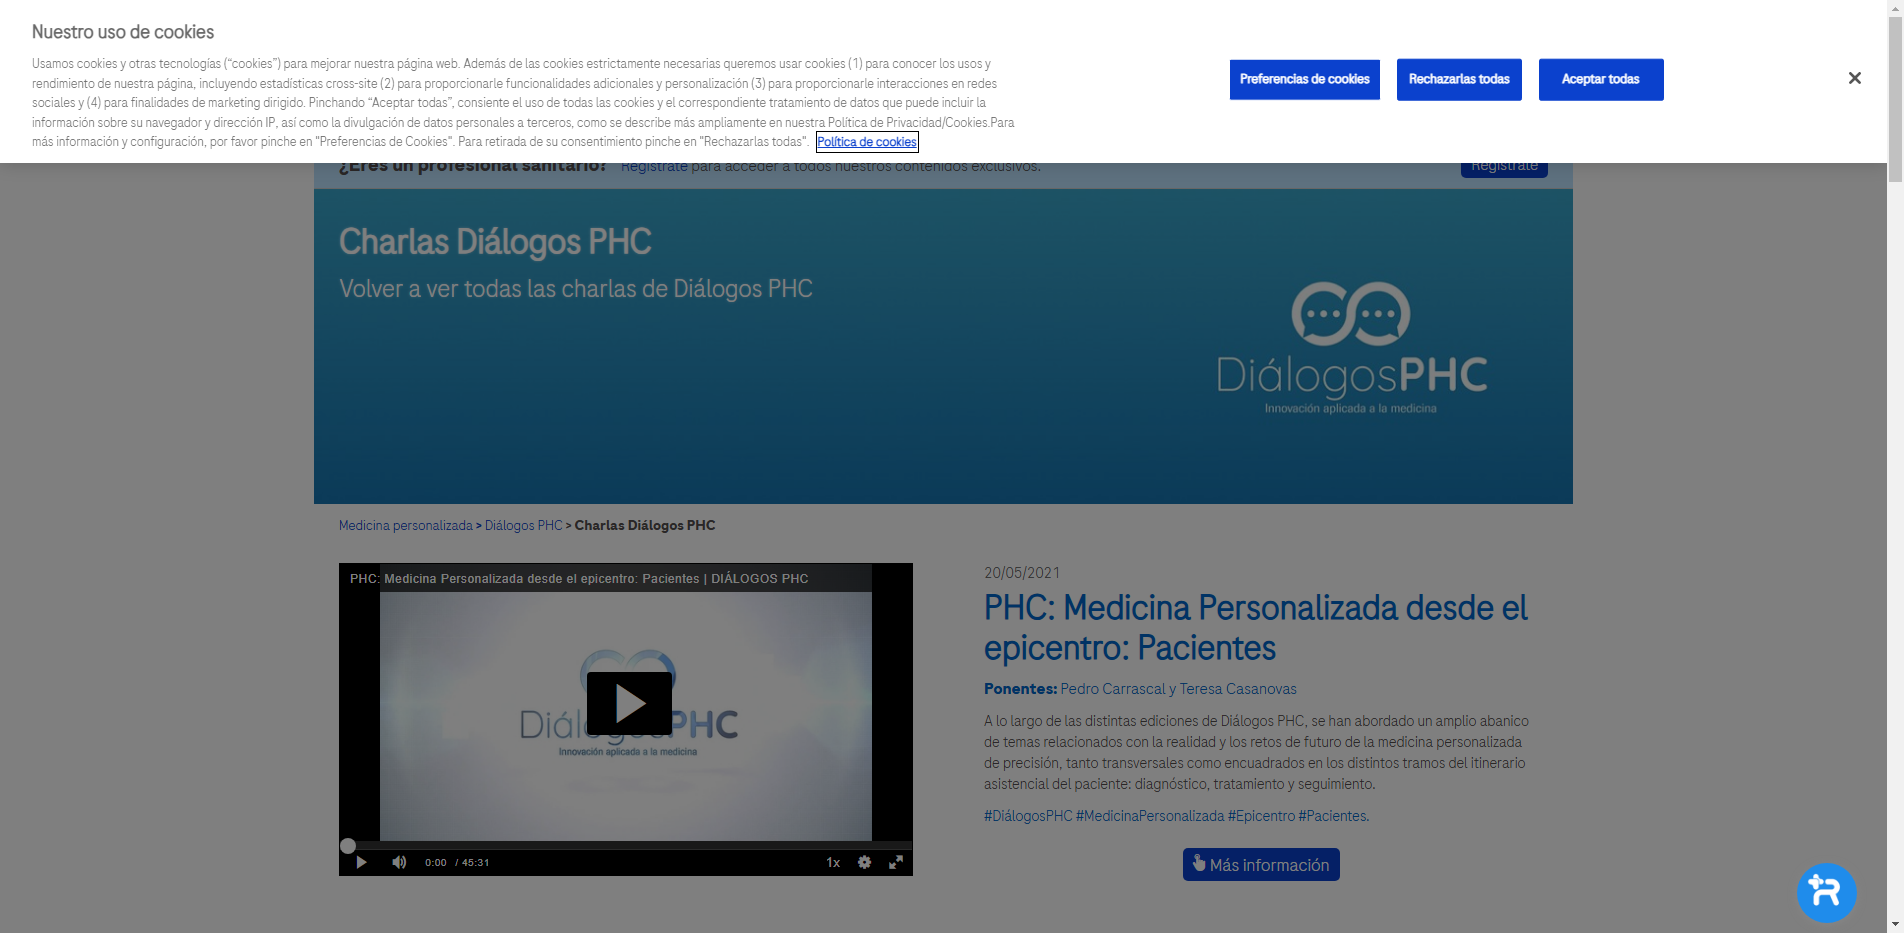 Nuestro uso de cookies
Usamos cookies y otras tecnologías (“cookies”) para mejorar nuestra página web. Además de las cookies estrictamente necesarias queremos usar cookies (1) para conocer los usos y
rendimiento de nuestra página, incluyendo estadísticas cross-site (2) para proporcionarle funcionalidades adicionales y personalización (3) para proporcionarle interacciones en redes
sociales y (4) para finalidades de marketing dirigido. Pinchando “Aceptar todas”, consiente el uso de todas las cookies y el correspondiente tratamiento de datos que puede incluir la
información sobre su navegador y dirección IP, así como la divulgación de datos personales a terceros, como se describe más ampliamente en nuestra Política de Privacidad/Cookies.Para
más información y configuración, por favor pinche en "Preferencias de Cookies". Para retirada de su consentimiento pinche en "Rechazarlas todas". Política de cookies
Preferencias de cookies
Rechazarlas todas
Aceptar todas
¿Eres un profesional sanitario? Regístrate para acceder a todos nuestros contenidos exclusivos.
Regístrate
Charlas Diálogos PHC
Volver a ver todas las charlas de Diálogos PHC
DiálogosPHC
Innovación aplicada a la medicina
Medicina personalizada > Diálogos PHC > Charlas Diálogos PHC
PHC: Medicina Personalizada desde el epicentro: Pacientes | DIÁLOGOS PHC
Innovación aplicada a la medicina
0:00 / 45:31
1x
20/05/2021
PHC: Medicina Personalizada desde el
epicentro: Pacientes
Ponentes: Pedro Carrascal y Teresa Casanovas
A lo largo de las distintas ediciones de Diálogos PHC, se han abordado un amplio abanico
de temas relacionados con la realidad y los retos de futuro de la medicina personalizada
de precisión, tanto transversales como encuadrados en los distintos tramos del itinerario
asistencial del paciente: diagnóstico, tratamiento y seguimiento.
#DiálogosPHC #MedicinaPersonalizada #Epicentro #Pacientes.
Más información